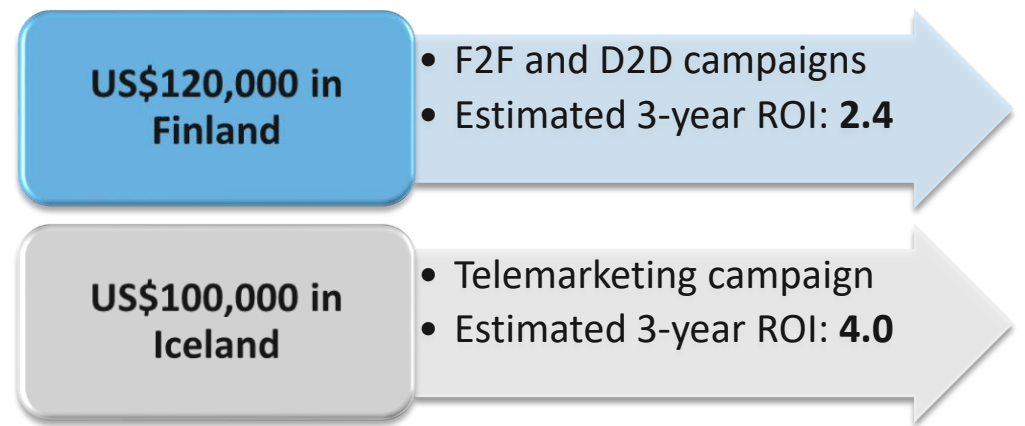 US$120,000 in
Finland
• F2F and D2D campaigns
• Estimated 3-year ROI: 2.4
US$100,000 in
Iceland
• Telemarketing campaign
• Estimated 3-year ROI: 4.0